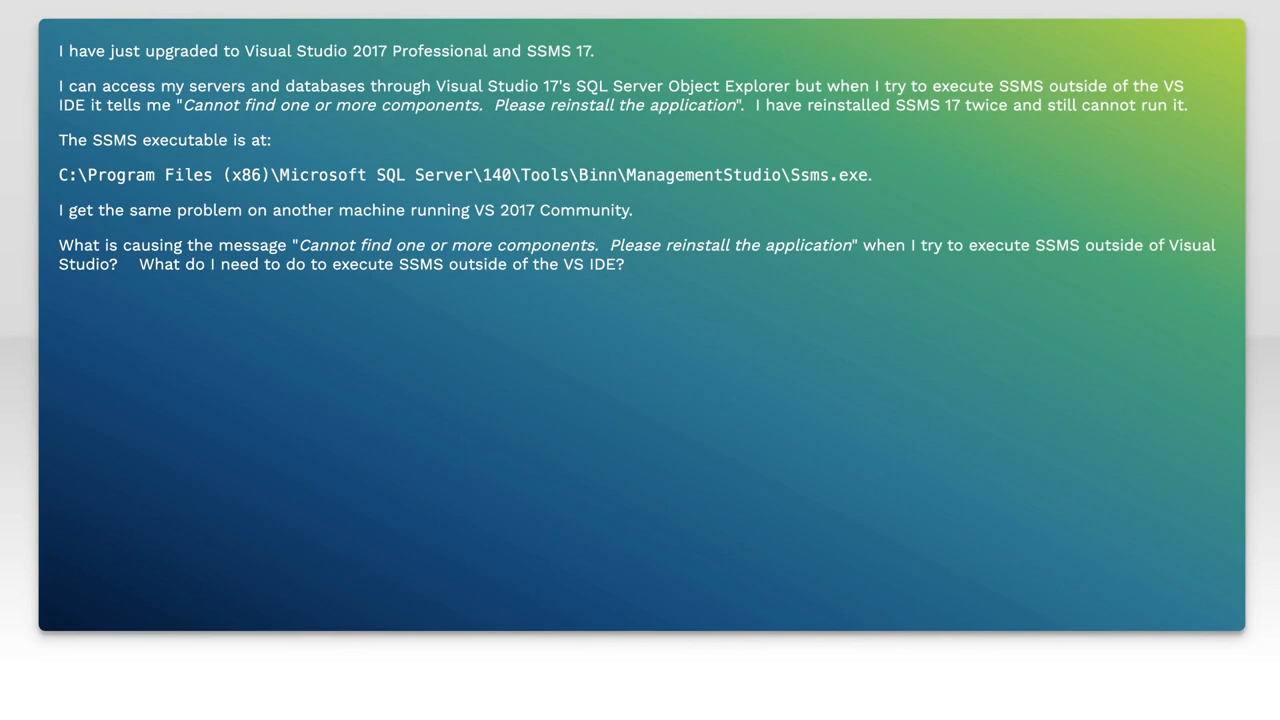 I have just upgraded to Visual Studio 2017 Professional and SSMS 17.
I can access my servers and databases through Visual Studio 17's SQL Server Object Explorer but when I try to execute SSMS outside of the VS
IDE it tells me "Cannot find one or more components.  Please reinstall the application".  I have reinstalled SSMS 17 twice and still cannot run it.
The SSMS executable is at:
C:\Program Files (x86)\Microsoft SQL Server\140\Tools\Binn\ManagementStudio\Ssms.exe.
I get the same problem on another machine running VS 2017 Community.
What is causing the message "Cannot find one or more components.  Please reinstall the application" when I try to execute SSMS outside of Visual
Studio?    What do I need to do to execute SSMS outside of the VS IDE?